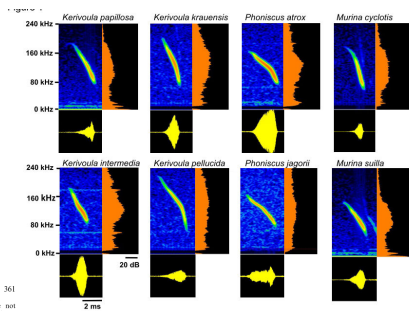 Kerivoula papillosa Kerivoula krauensis Phoniscus atrox Murina cyclotis
240 kHz
160 kHz
80 kHz
0 kHz
Kerivoula intermedia Kerivoula pellucida Phoniscus jagorii Murina suilla
240 kHz
160 kHz
80 kHz
0 kHz
20 dB
361
not
2 ms